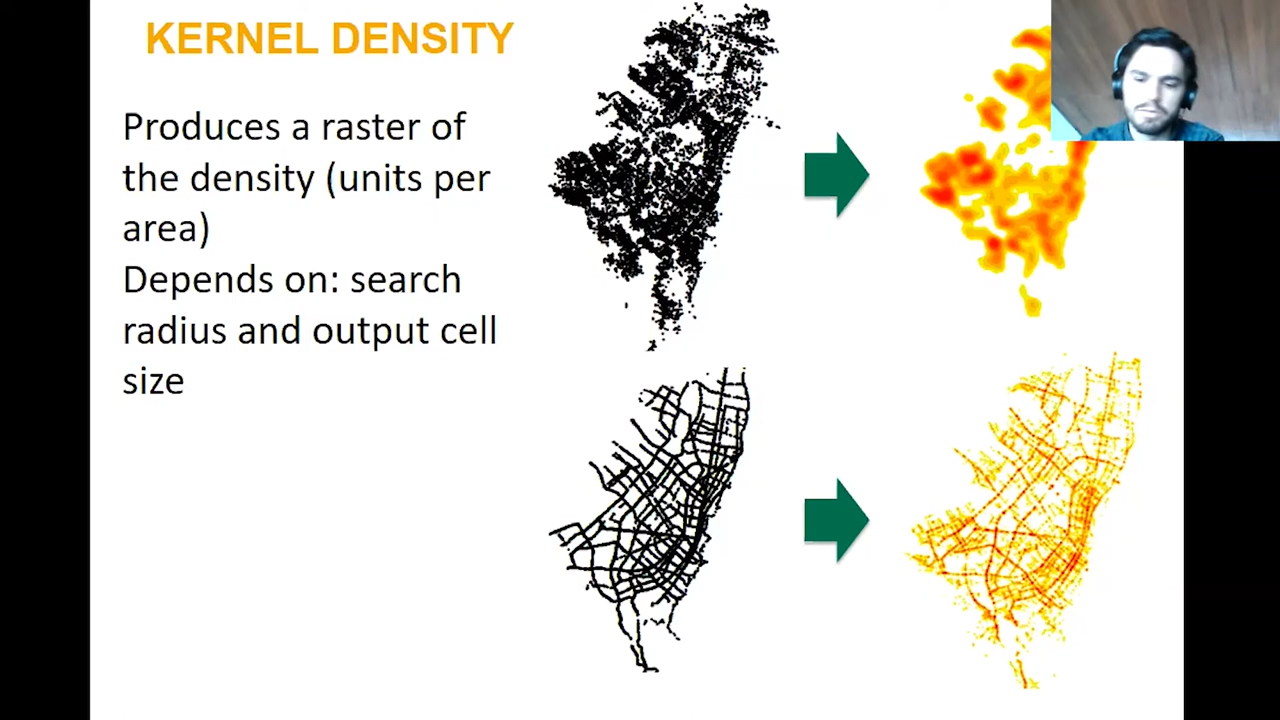 KERNEL DENSITY
Produces a raster of
the density (units per
area)
Depends on: search
radius and output cell
size